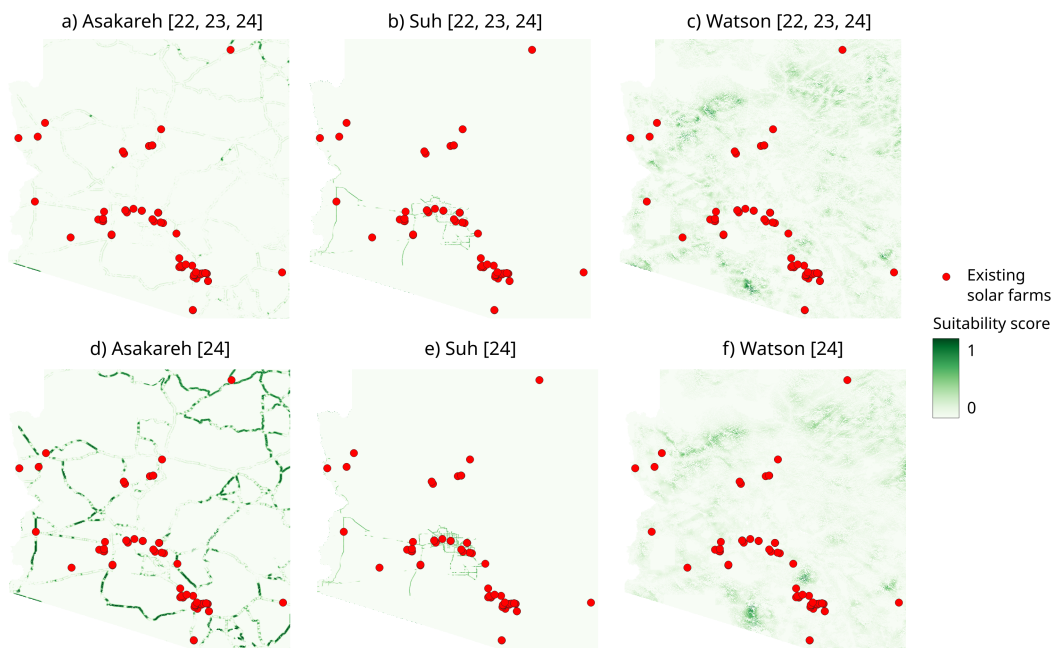 a) Asakareh [22, 23, 24]
b) Suh [22, 23, 24]
c) Watson [22, 23, 24]
Existing
solar farms
Suitability score
1
0
d) Asakareh [24]
e) Suh [24]
f) Watson [24]